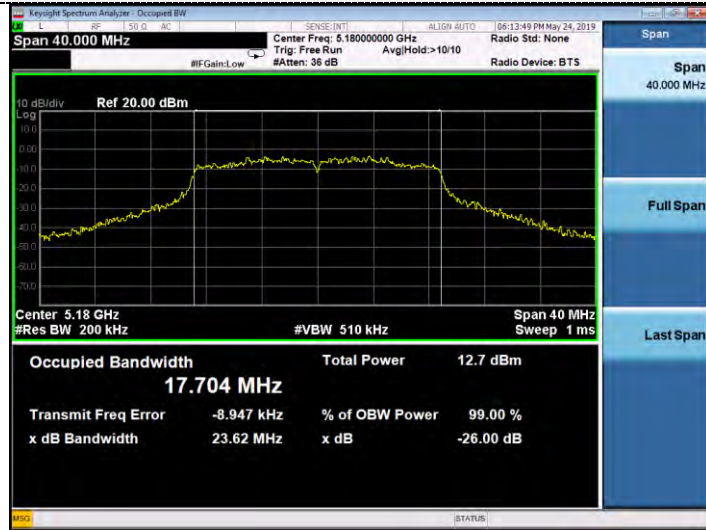 Keysight Spectrum Analyzer - Occupied BW
L RF 50 Ω AC SENSE:INT ALIGN AUTO 06:13:49 PM May 24, 2019
Span 40.000 MHz
Center Freq: 5.180000000 GHz
Radio Std: None
Trig: Free Run Avg|Hold:>10/10
#IFGain:Low #Atten: 36 dB Radio Device: BTS
Span
Span
40.000 MHz
Full Span
Last Span
10 dB/div Ref 20.00 dBm
Log
10.0
0.00
-10.0
-20.0
-30.0
-40.0
-50.0
-60.0
-70.0
Center 5.18 GHz Span 40 MHz
#Res BW 200 kHz #VBW 510 kHz Sweep 1 ms
Occupied Bandwidth Total Power 12.7 dBm
17.704 MHz
Transmit Freq Error -8.947 kHz % of OBW Power 99.00 %
x dB Bandwidth 23.62 MHz x dB -26.00 dB
MSG STATUS